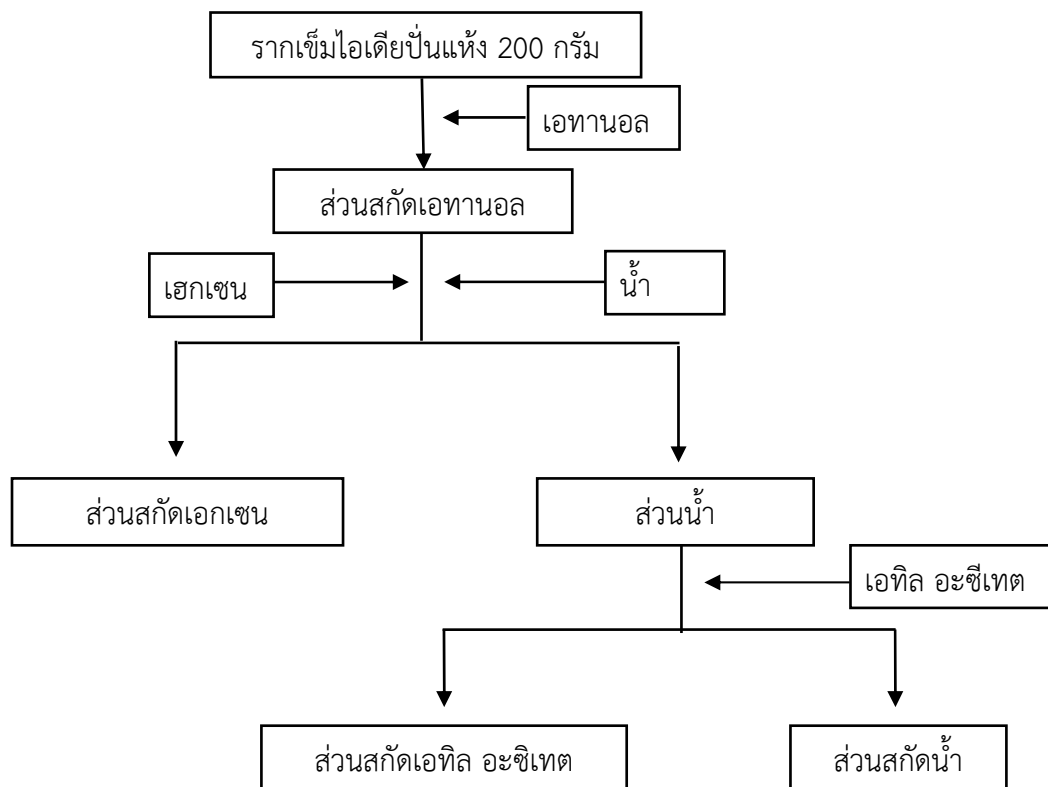 รากเข็มไอเดียปั่นแห้ง 200 กรัม
เอทานอล
ส่วนสกัดเอทานอล
เฮกเซน
น้ำ
ส่วนสกัดเอกเซน
ส่วนน้ำ
เอทิล อะซีเทต
ส่วนสกัดเอทิล อะซิเทต
ส่วนสกัดน้ำ